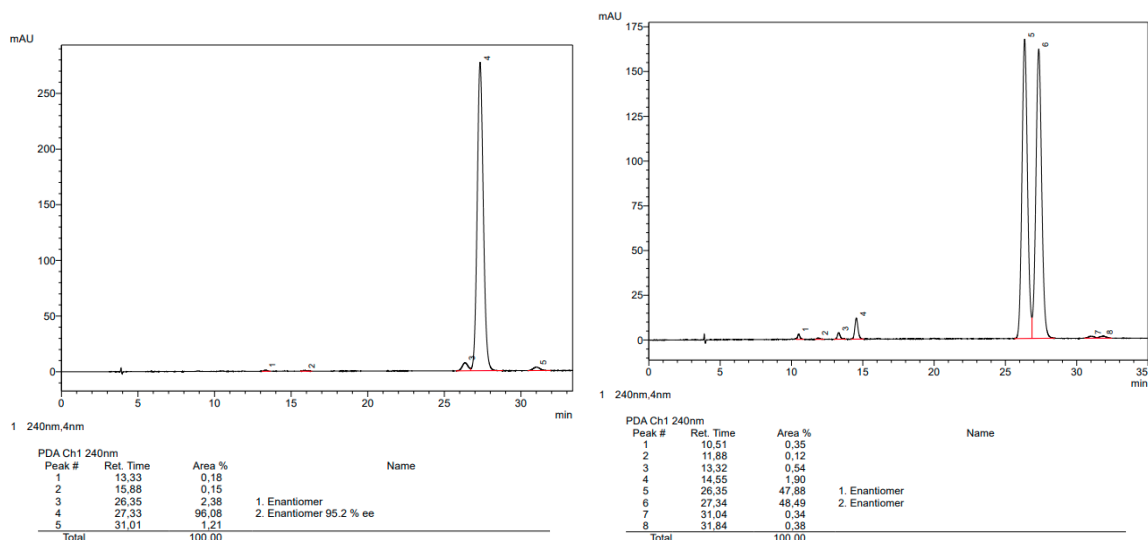 mAU
250
200
150
100
50
0
4
3
5
1
2
0 5 10 15 20 25 30
min
1 240nm,4nm
PDA Ch1 240nm
Peak # Ret. Time Area % Name
1 13,33 0,18
2 15,88 0,15
3 26,35 2,38 1. Enantiomer
4 27,33 96,08 2. Enantiomer 95.2 % ee
5 31,01 1,21
Total 100,00
mAU
175
150
125
100
75
50
25
0
5
6
4
1
2
3
7
8
0 5 10 15 20 25 30 35
min
1 240nm,4nm
PDA Ch1 240nm
Peak # Ret. Time Area % Name
1 10,51 0,35
2 11,88 0,12
3 13,32 0,54
4 14,55 1,90
5 26,35 47,88 1. Enantiomer
6 27,34 48,49 2. Enantiomer
7 31,04 0,34
8 31,84 0,38
Total 100,00